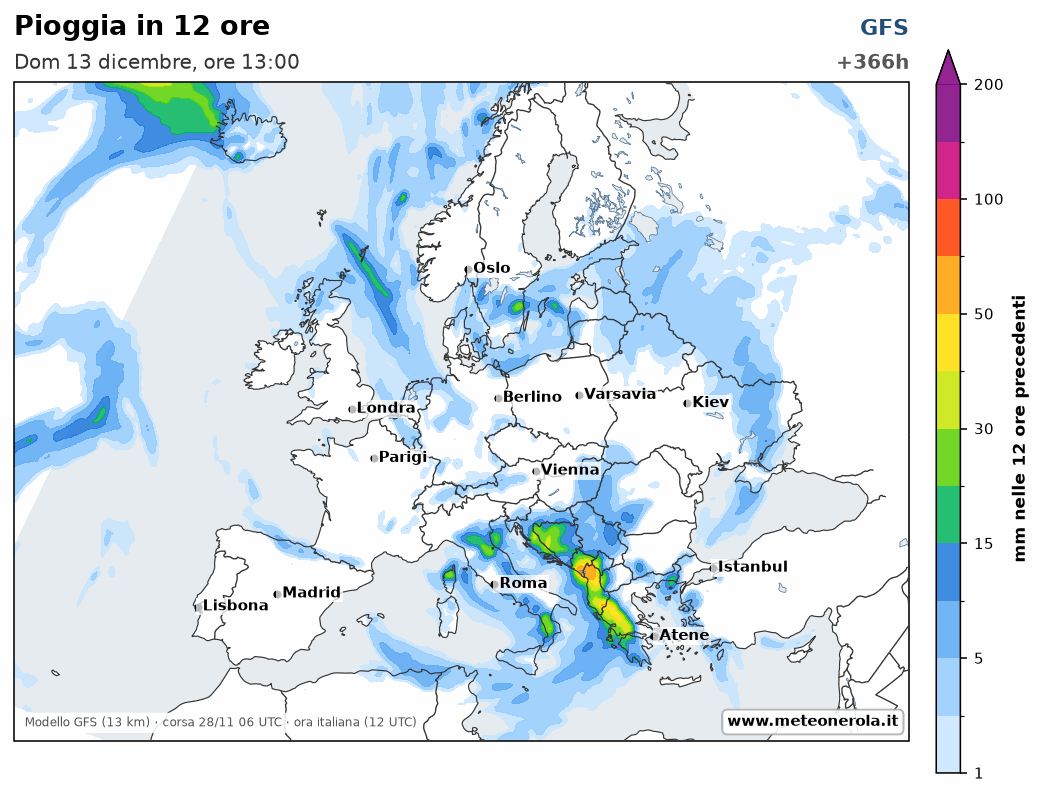 Pioggia in 12 ore
GFS
Dom 13 dicembre, ore 13:00
+366h
200
100
50
30
15
5
1
mm nelle 12 ore precedenti
Oslo
Londra
Berlino
Varsavia
Kiev
Parigi
Vienna
Istanbul
Roma
Madrid
Lisbona
Atene
Modello GFS (13 km) · corsa 28/11 06 UTC · ora italiana (12 UTC)
www.meteonerola.it